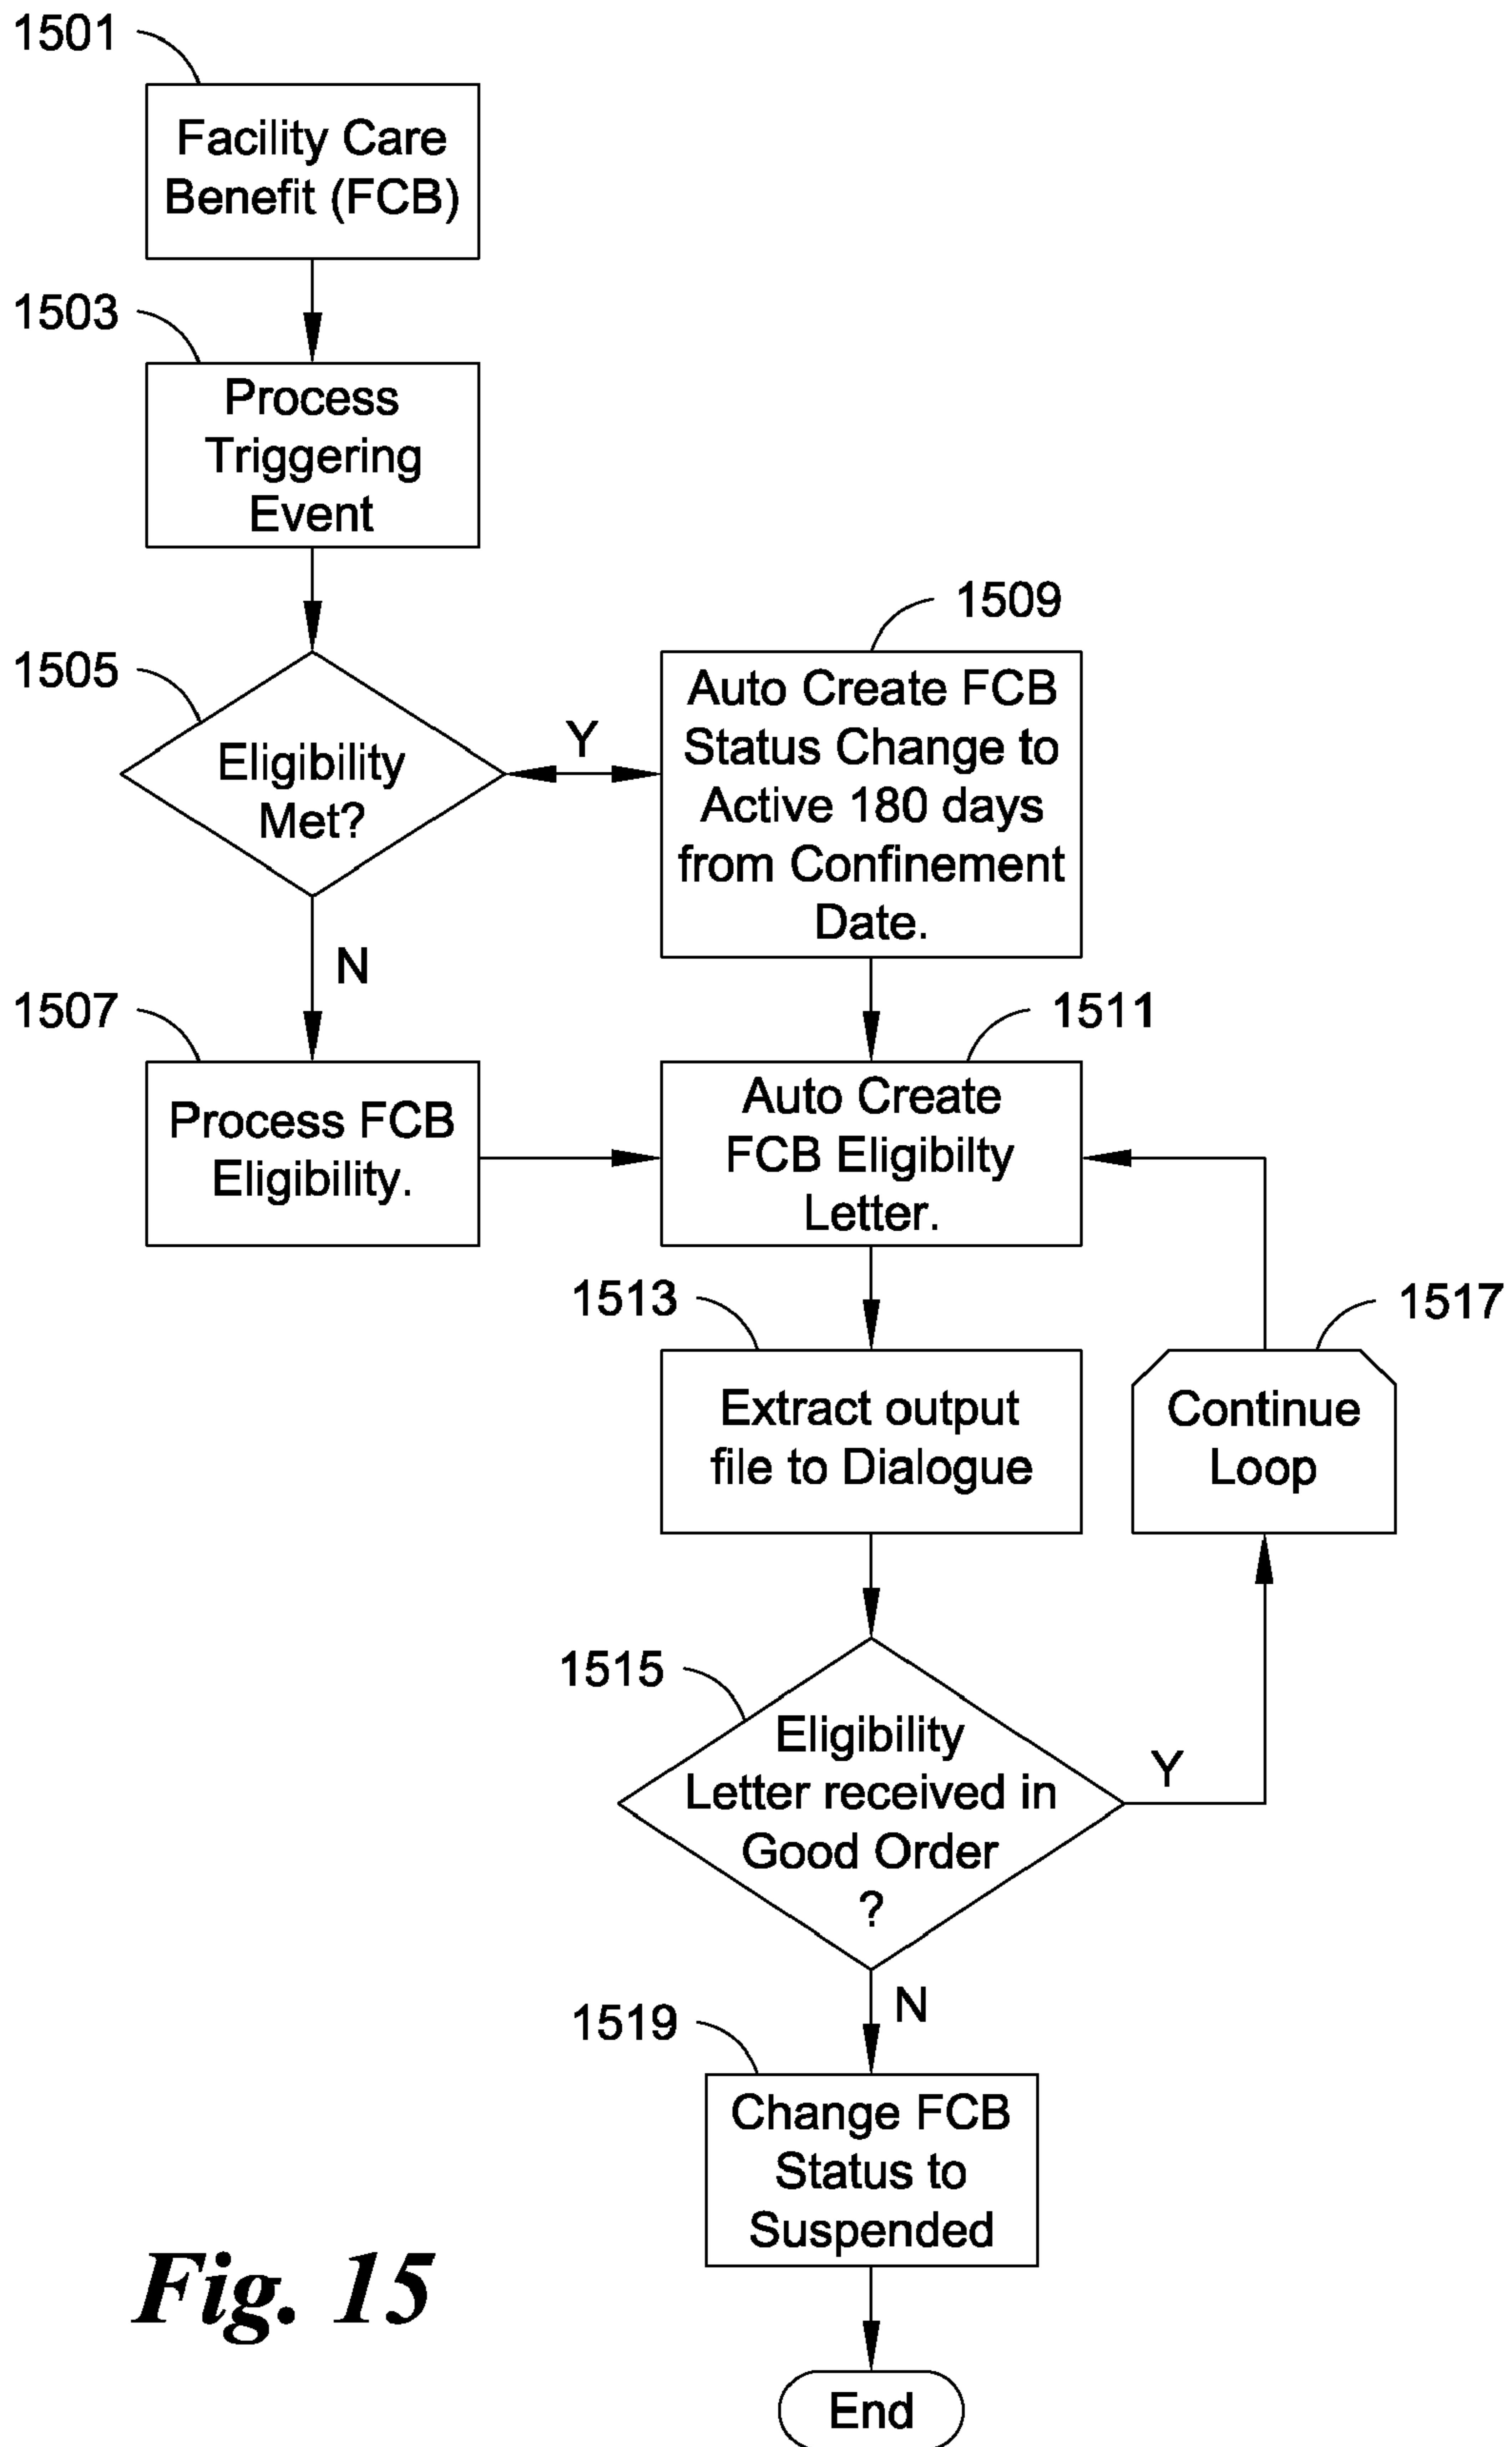 1501
Facility Care
Benefit (FCB)
1503
Process
Triggering
Event
1505
Eligibility
Met?
Y
1509
Auto Create FCB
Status Change to
Active 180 days
from Confinement
Date.
N
1507
Process FCB
Eligibility.
1511
Auto Create
FCB Eligibilty
Letter.
1513
Extract output
file to Dialogue
1517
Continue
Loop
1515
Eligibility
Letter received in
Good Order
?
Y
N
1519
Change FCB
Status to
Suspended
Fig. 15
End